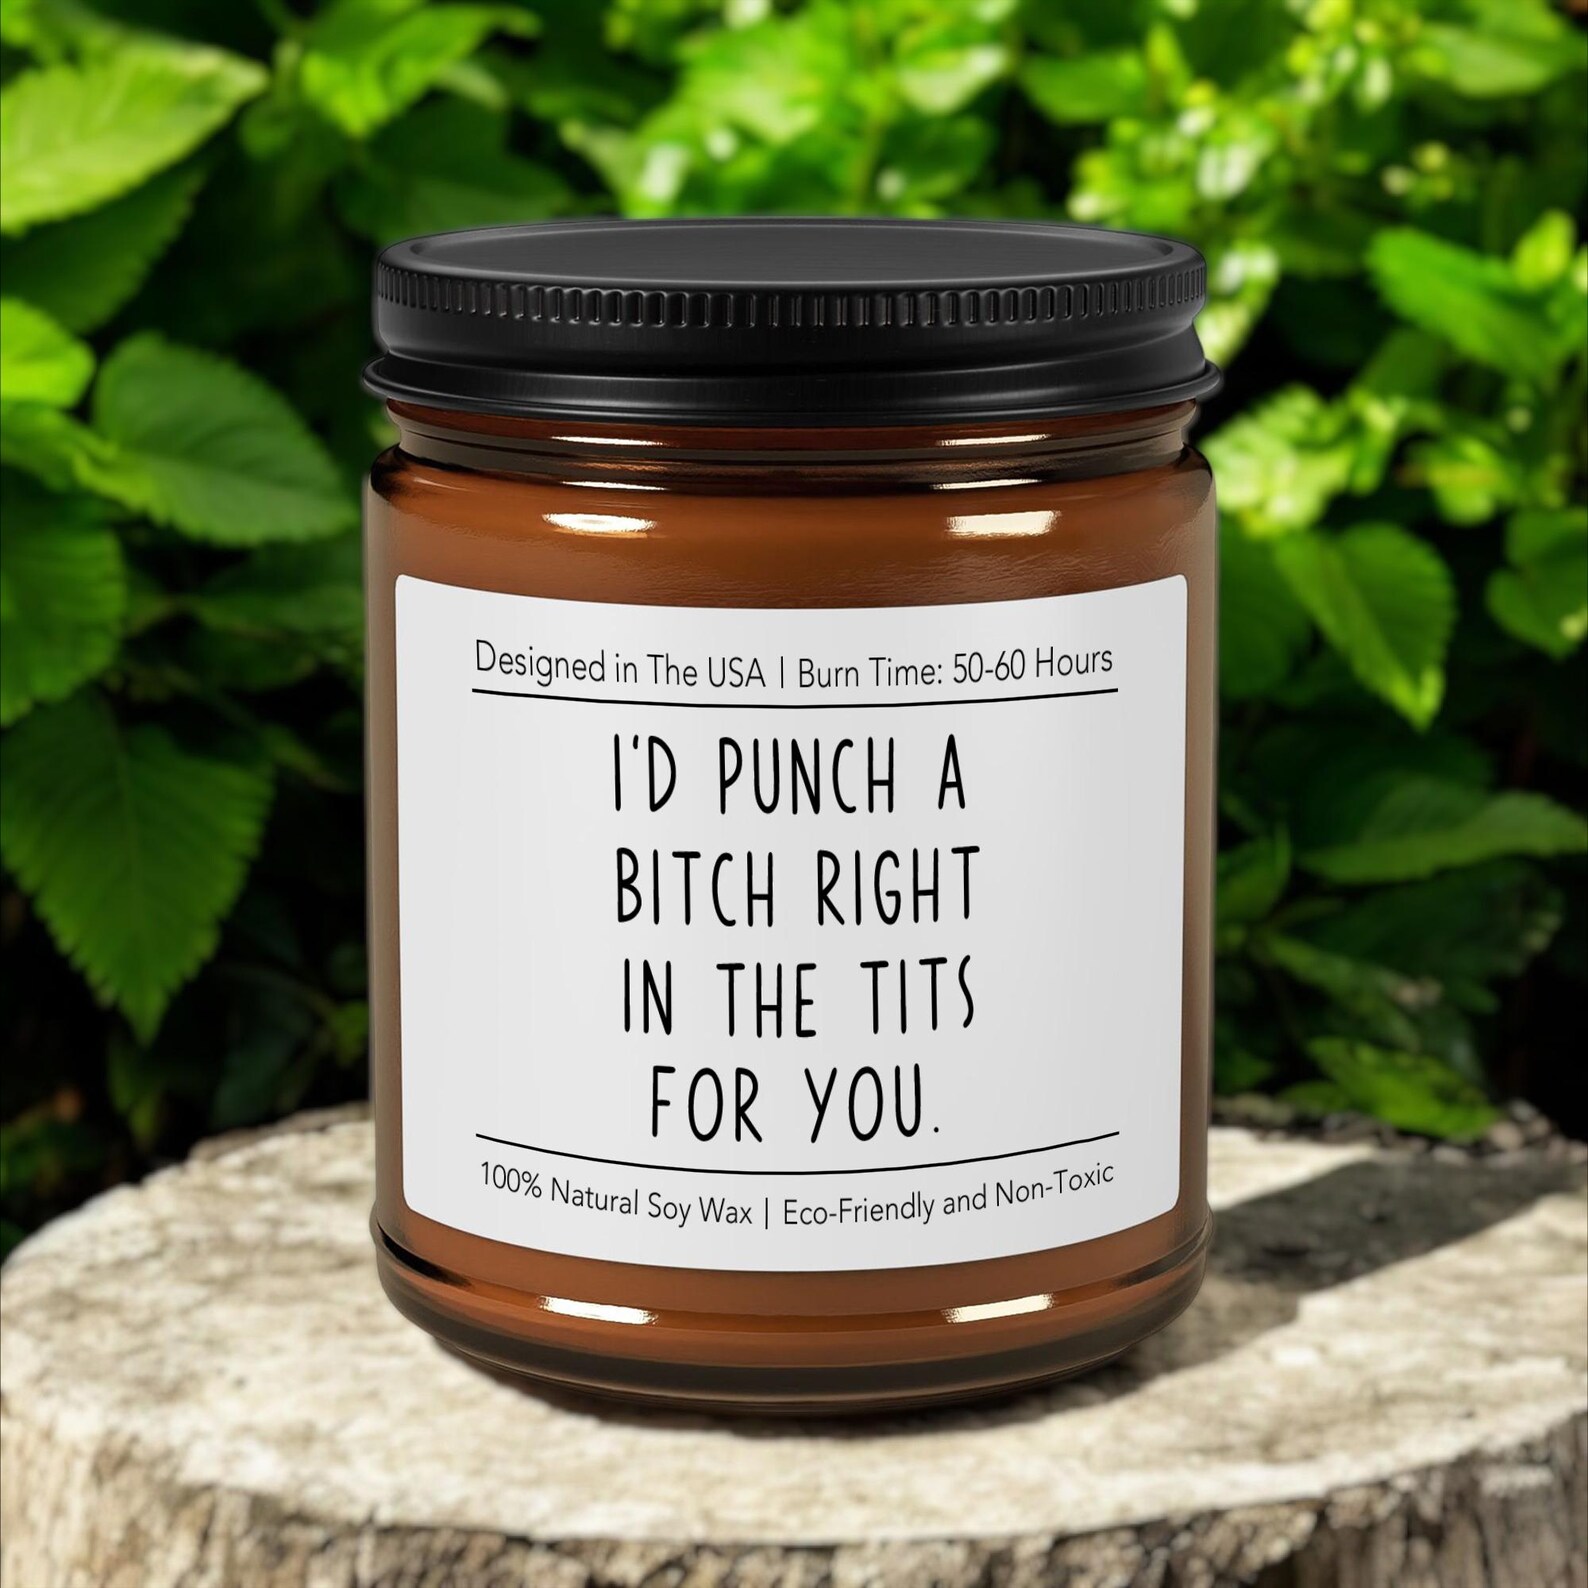 Designed in The USA | Burn Time: 50-60 Hours
I'D PUNCH A
BITCH RIGHT
IN THE TITS
FOR YOU.
100% Natural Soy Wax | Eco-Friendly and Non-Toxic